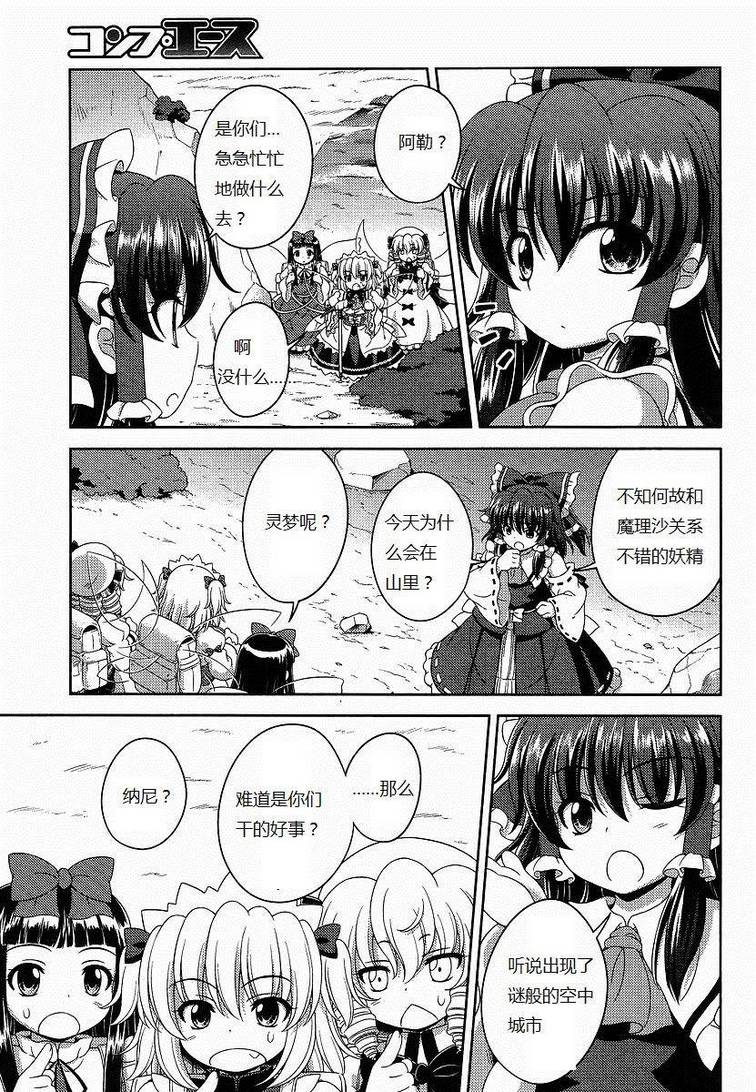 コンプエース
阿勒？
是你们…
急急忙忙
地做什么
去？
啊
没什么……
不知何故和
魔理沙关系
不错的妖精
今天为什
么会在
山里？
灵梦呢？
听说出现了
谜般的空中
城市
……那么
难道是你们
干的好事？
纳尼？